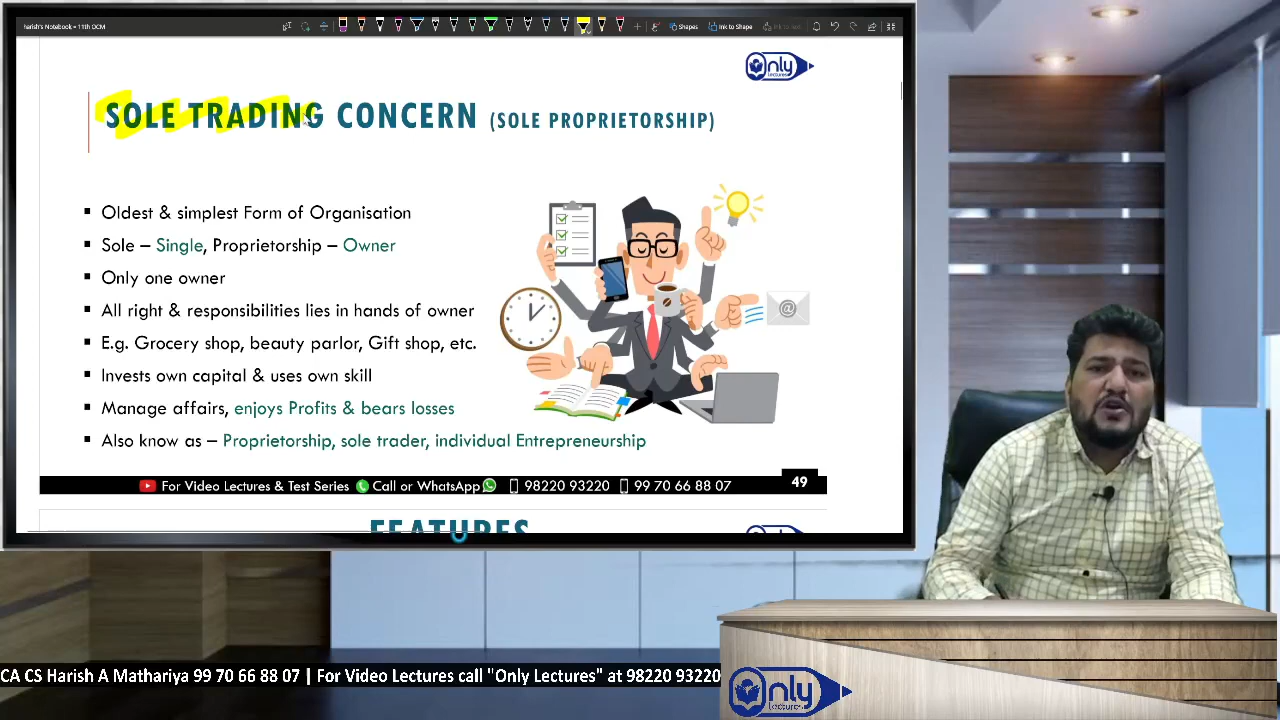 harish's Notebook » 11th OCM
Shapes
Ink to Shape
Only
Lectures
SOLE TRADING CONCERN (SOLE PROPRIETORSHIP)
▪ Oldest & simplest Form of Organisation
▪ Sole – Single, Proprietorship – Owner
▪ Only one owner
▪ All right & responsibilities lies in hands of owner
▪ E.g. Grocery shop, beauty parlor, Gift shop, etc.
▪ Invests own capital & uses own skill
▪ Manage affairs, enjoys Profits & bears losses
▪ Also know as – Proprietorship, sole trader, individual Entrepreneurship
@
For Video Lectures & Test Series Call or WhatsApp 98220 93220 99 70 66 88 07
49
FEATURES
CA CS Harish A Mathariya 99 70 66 88 07 | For Video Lectures call "Only Lectures" at 98220 93220
Only
Lectures